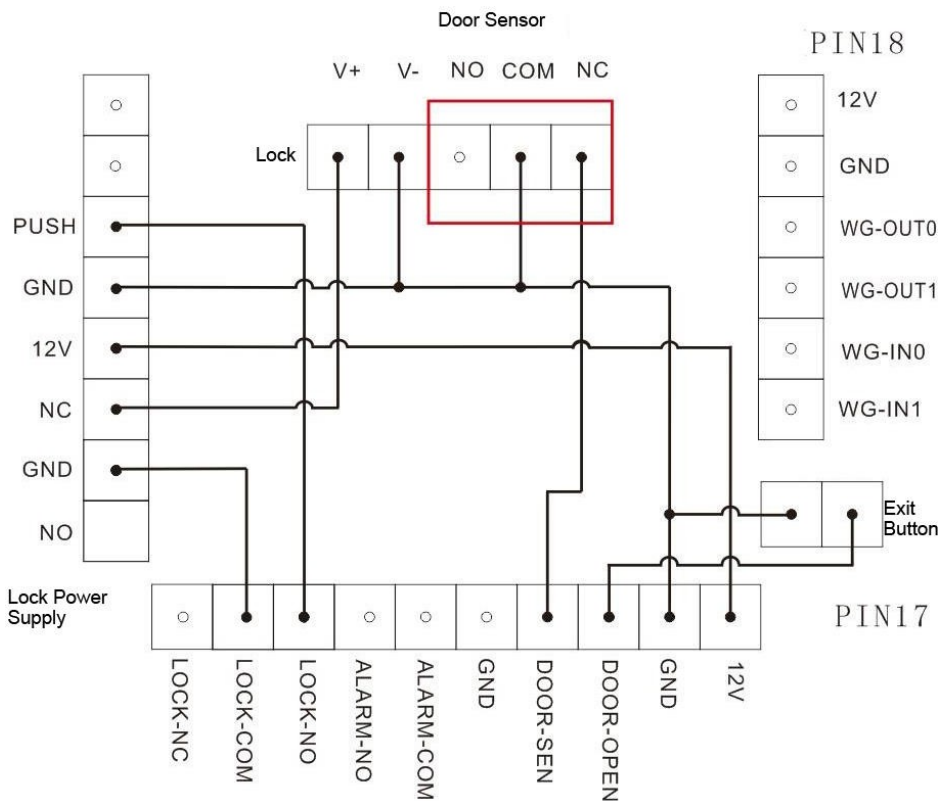 Door Sensor
PIN18
V+ V- NO COM NC
12V
Lock
GND
PUSH
WG-OUT0
GND
WG-OUT1
12V
WG-IN0
NC
WG-IN1
GND
NO
Exit
Button
Lock Power
Supply
PIN17
LOCK-NC
LOCK-COM
LOCK-NO
ALARM-NO
ALARM-COM
GND
DOOR-SEN
DOOR-OPEN
GND
12V